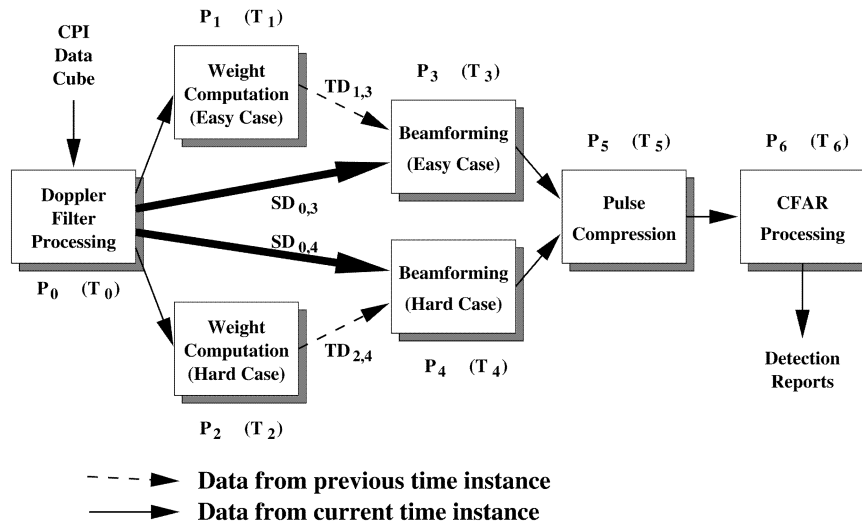 CPI
Data
Cube
P0 (T0)
Doppler
Filter
Processing
P1 (T1)
Weight
Computation
(Easy Case)
TD1,3
SD0,3
SD0,4
TD2,4
Weight
Computation
(Hard Case)
P2 (T2)
P3 (T3)
Beamforming
(Easy Case)
Beamforming
(Hard Case)
P4 (T4)
P5 (T5)
Pulse
Compression
P6 (T6)
CFAR
Processing
Detection
Reports
Data from previous time instance
Data from current time instance